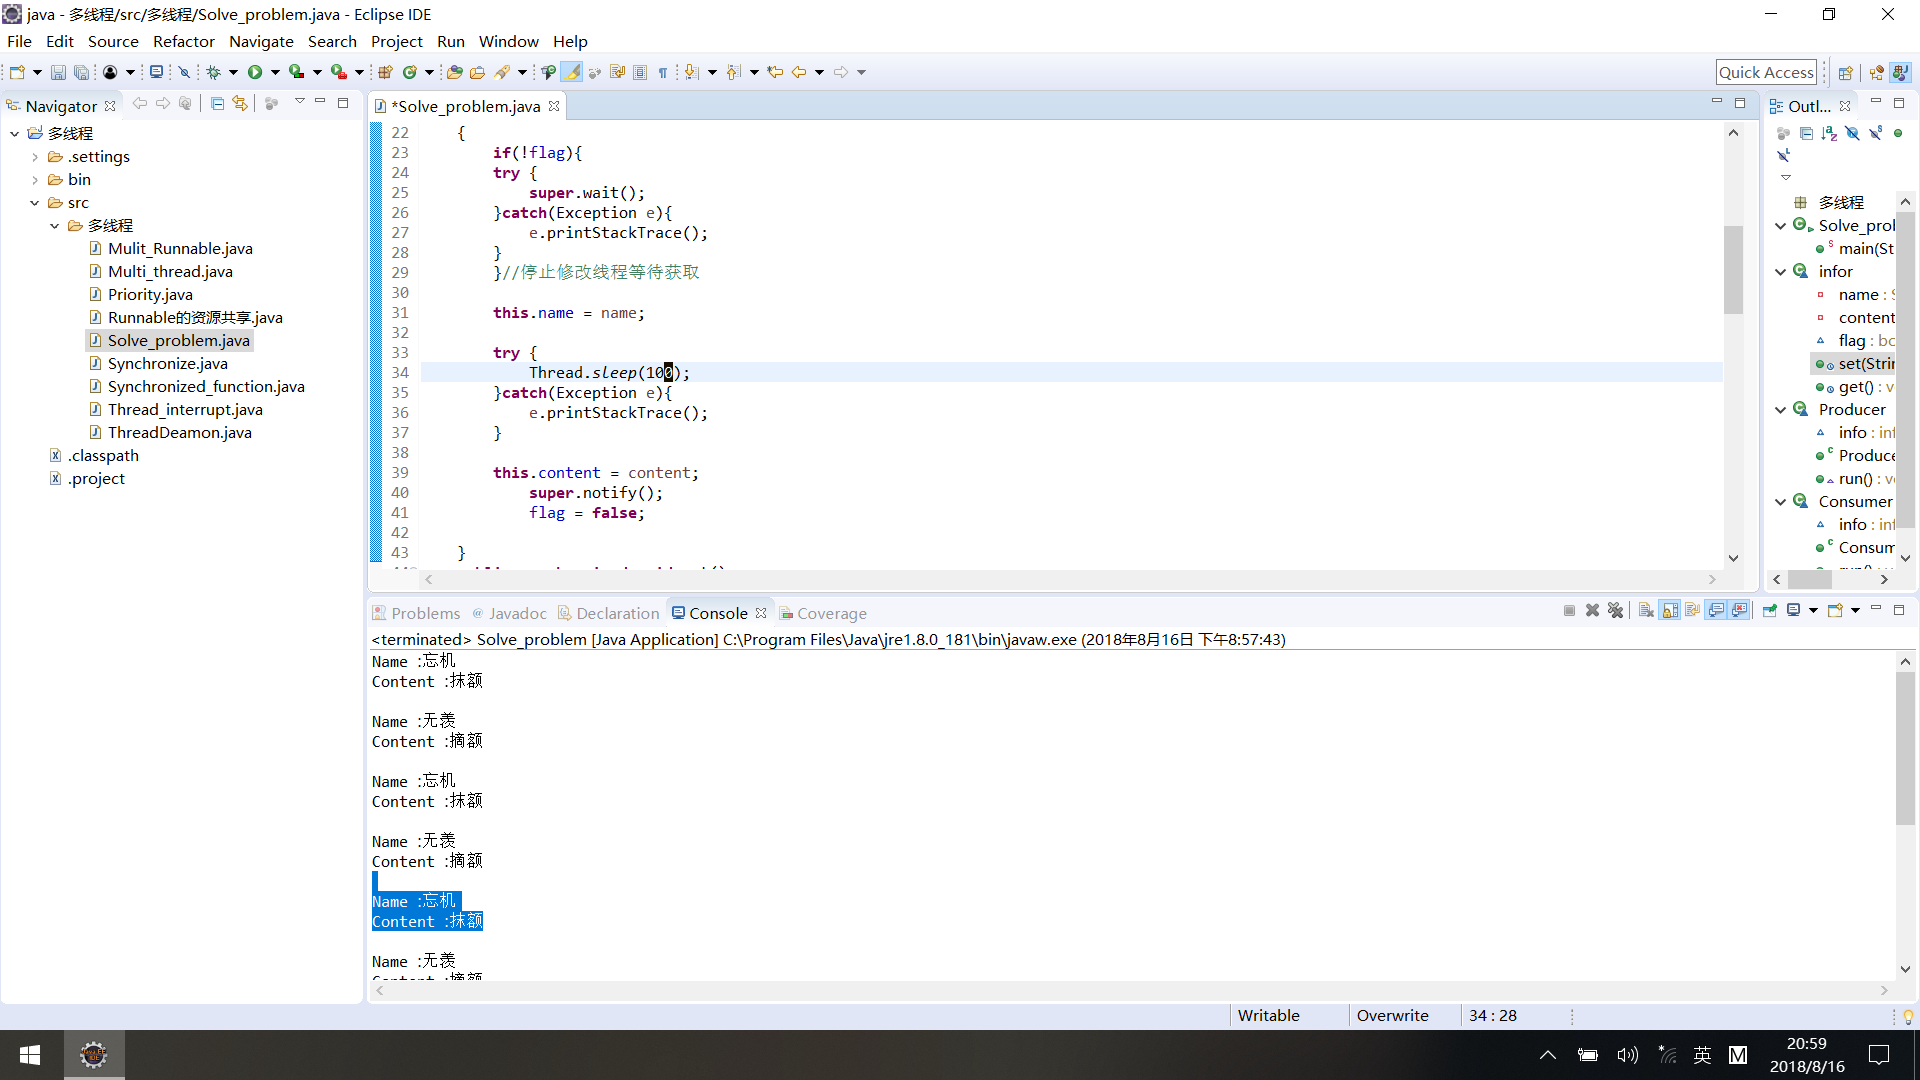 java - 多线程/src/多线程/Solve_problem.java - Eclipse IDE
File Edit Source Refactor Navigate Search Project Run Window Help
Quick Access
Navigator
多线程
.settings
bin
src
多线程
Mulit_Runnable.java
Multi_thread.java
Priority.java
Runnable的资源共享.java
Solve_problem.java
Synchronize.java
Synchronized_function.java
Thread_interrupt.java
ThreadDeamon.java
.classpath
.project
*Solve_problem.java
22 {
23 if(!flag){
24 try {
25 super.wait();
26 }catch(Exception e){
27 e.printStackTrace();
28 }
29 }//停止修改线程等待获取
30
31 this.name = name;
32
33 try {
34 Thread.sleep(100);
35 }catch(Exception e){
36 e.printStackTrace();
37 }
38
39 this.content = content;
40 super.notify();
41 flag = false;
42
43 }
Outl...
多线程
Solve_prol
main(St
infor
name : S
content
flag : bo
set(Strin
get() : v
Producer
info : inf
Produce
run() : vo
Consumer
info : inf
Consum
Problems Javadoc Declaration Console Coverage
<terminated> Solve_problem [Java Application] C:\Program Files\Java\jre1.8.0_181\bin\javaw.exe (2018年8月16日 下午8:57:43)
Name :忘机
Content :抹额
Name :无羡
Content :摘额
Name :忘机
Content :抹额
Name :无羡
Content :摘额
Name :忘机
Content :抹额
Name :无羡
Content :摘额
Writable Overwrite 34 : 28
英 M
20:59
2018/8/16